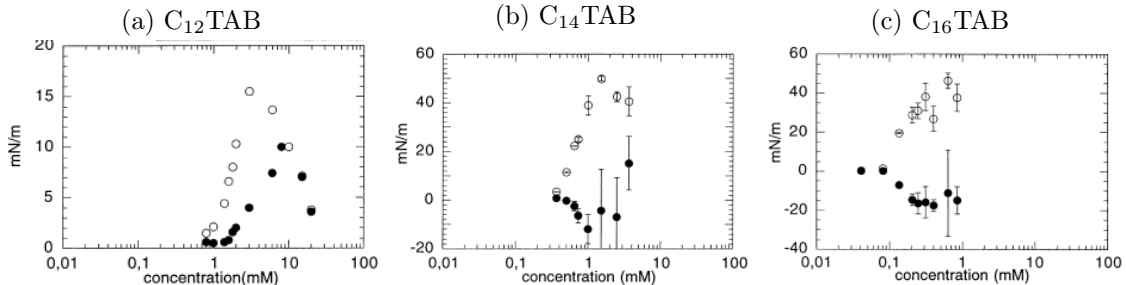 (a) C₁₂TAB
20
15
10
5
0
mN/m
0,01 0,1 1 10 100
concentration(mM)
(b) C₁₄TAB
60
40
20
0
-20
mN/m
0,01 0,1 1 10 100
concentration (mM)
(c) C₁₆TAB
60
40
20
0
-20
-40
mN/m
0,01 0,1 1 10 100
concentration (mM)